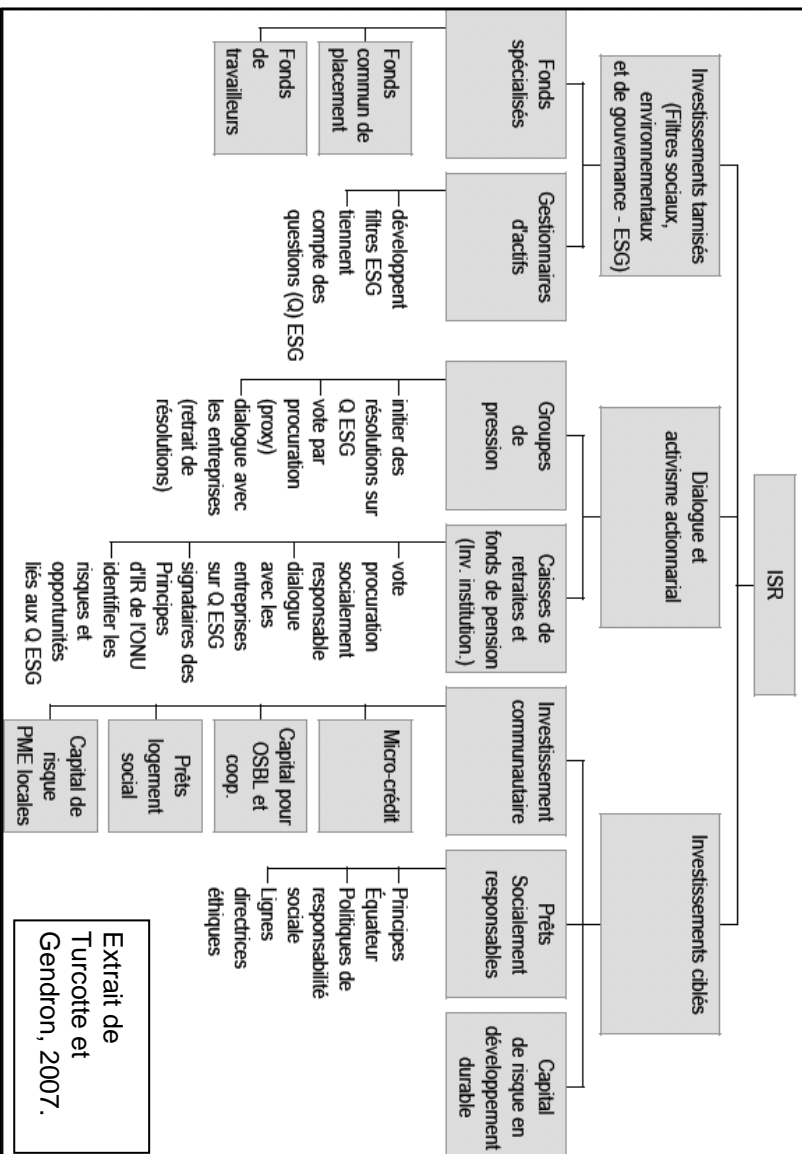 ISR
Investissements tamisés
(Filtres sociaux,
environnementaux
et de gouvernance - ESG)
Dialogue et
activisme actionnarial
Investissements ciblés
Fonds
spécialisés
Gestionnaires
d'actifs
Groupes
de
pression
Caisses de
retraites et
fonds de pension
(Inv. institution.)
Investissement
communautaire
Prêts
Socialement
responsables
Capital
de risque en
développement
durable
Fonds
commun de
placement
Fonds
de
travailleurs
développent
filtres ESG
tiennent
compte des
questions (Q) ESG
initier des
résolutions sur
Q ESG
vote par
procuration
(proxy)
dialogue avec
les entreprises
(retrait de
résolutions)
vote
procuration
socialement
responsable
dialogue
avec les
entreprises
sur Q ESG
signataires des
Principes
d'IR de l'ONU
identifier les
risques et
opportunités
liés aux Q ESG
Micro-crédit
Capital pour
OSBL et
coop.
Prêts
logement
social
Capital de
risque
PME locales
Principes
Équateur
Politiques de
responsabilité
sociale
Lignes
directrices
éthiques
Extrait de
Turcotte et
Gendron, 2007.